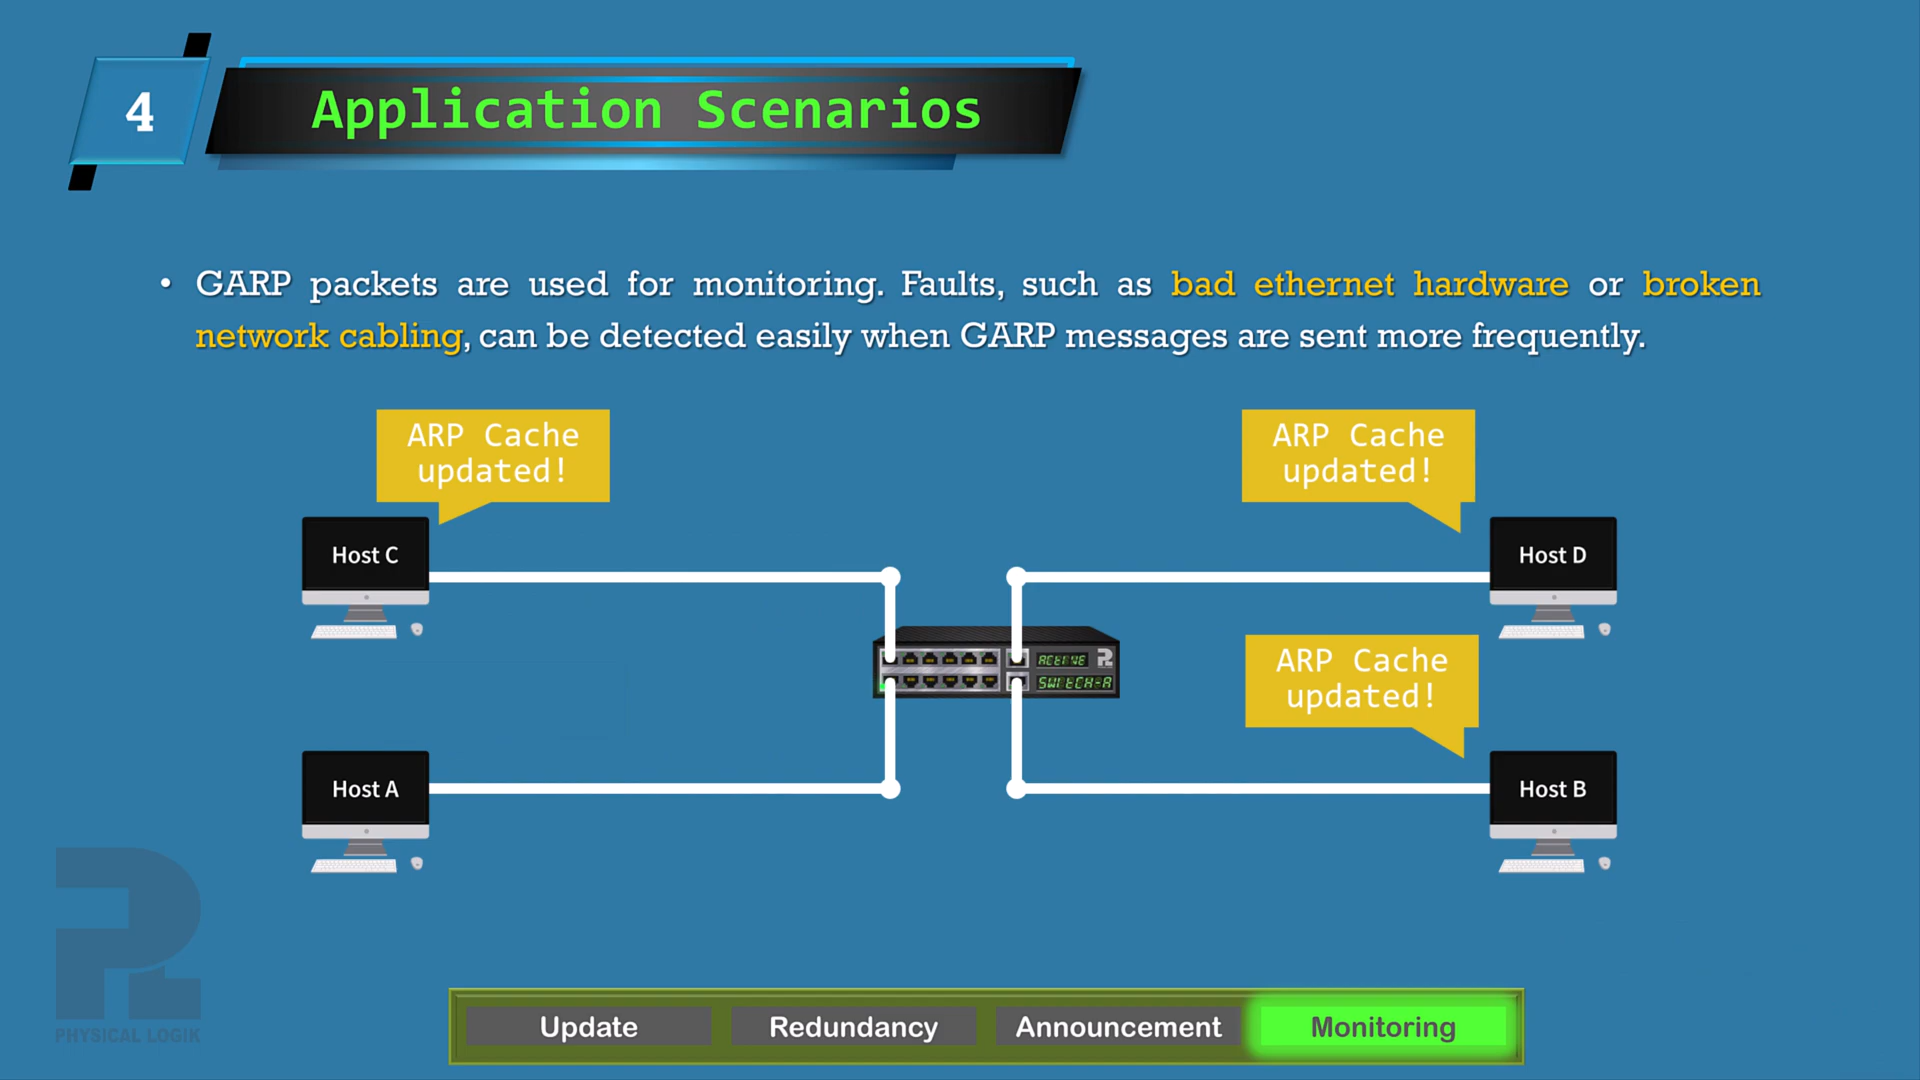 4
Application Scenarios
• GARP packets are used for monitoring. Faults, such as bad ethernet hardware or broken
network cabling, can be detected easily when GARP messages are sent more frequently.
ARP Cache
updated!
ARP Cache
updated!
Host C
Host D
ACTIVE
SWITCH-A
ARP Cache
updated!
Host A
Host B
PHYSICAL LOGIK
Update
Redundancy
Announcement
Monitoring